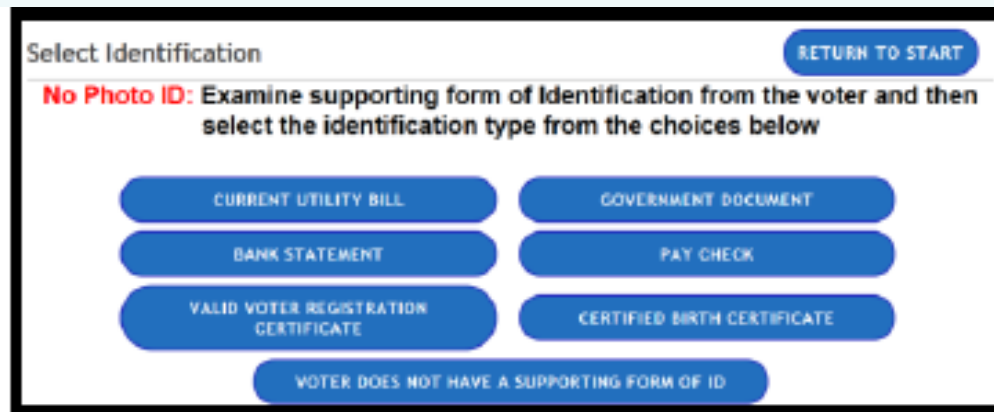 Select Identification
RETURN TO START
No Photo ID: Examine supporting form of Identification from the voter and then
select the identification type from the choices below
CURRENT UTILITY BILL
GOVERNMENT DOCUMENT
BANK STATEMENT
PAY CHECK
VALID VOTER REGISTRATION
CERTIFICATE
CERTIFIED BIRTH CERTIFICATE
VOTER DOES NOT HAVE A SUPPORTING FORM OF ID